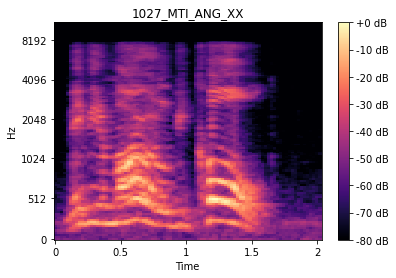 1027_MTI_ANG_XX
+0 dB
8192
-10 dB
4096
-20 dB
-30 dB
2048
Hz
-40 dB
1024
-50 dB
512
-60 dB
-70 dB
0
-80 dB
0
0.5
1
1.5
2
Time